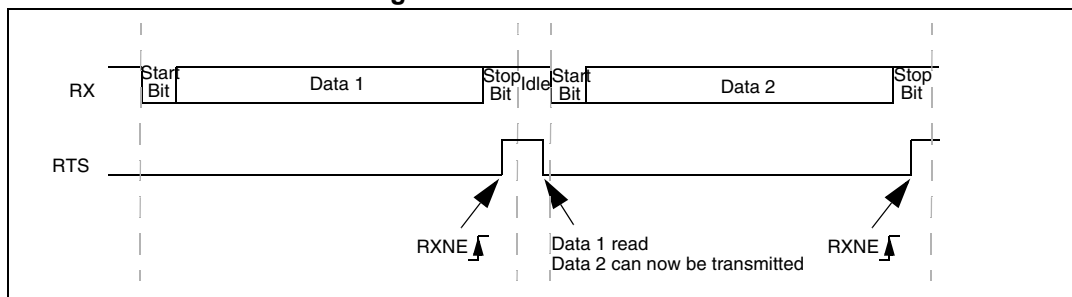 RX
Start
Bit
Data 1
Stop
Bit
Idle
Start
Bit
Data 2
Stop
Bit
RTS
RXNE
Data 1 read
Data 2 can now be transmitted
RXNE